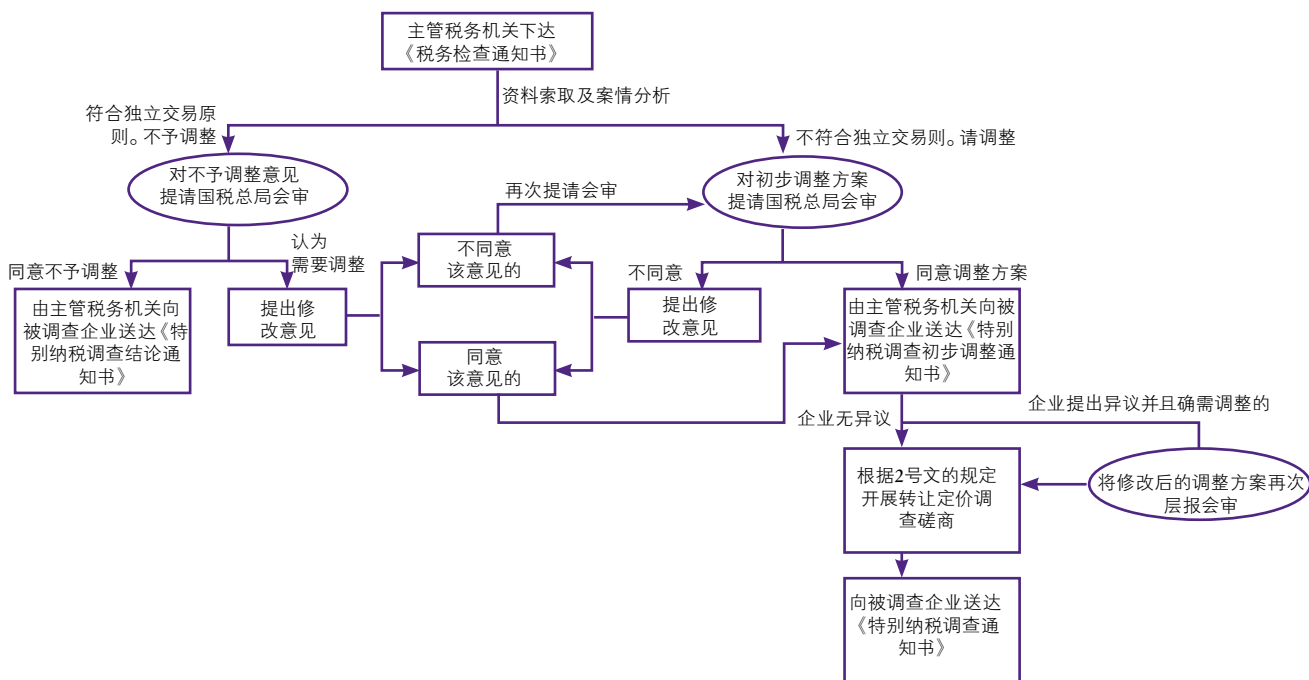 主管税务机关下达
《税务检查通知书》
资料索取及案情分析
符合独立交易原
则。不予调整
不符合独立交易则。请调整
对不予调整意见
提请国税总局会审
再次提请会审
对初步调整方案
提请国税总局会审
认为
需要调整
不同意
该意见的
同意不予调整
不同意
同意调整方案
由主管税务机关向
被调查企业送达《特
别纳税调查结论通
知书》
提出修
改意见
提出修
改意见
由主管税务机关向被
调查企业送达《特别
纳税调查初步调整通
知书》
同意
该意见的
企业无异议
企业提出异议并且确需调整的
根据2号文的规定
开展转让定价调
查磋商
将修改后的调整方案再次
层报会审
向被调查企业送达
《特别纳税调查通
知书》